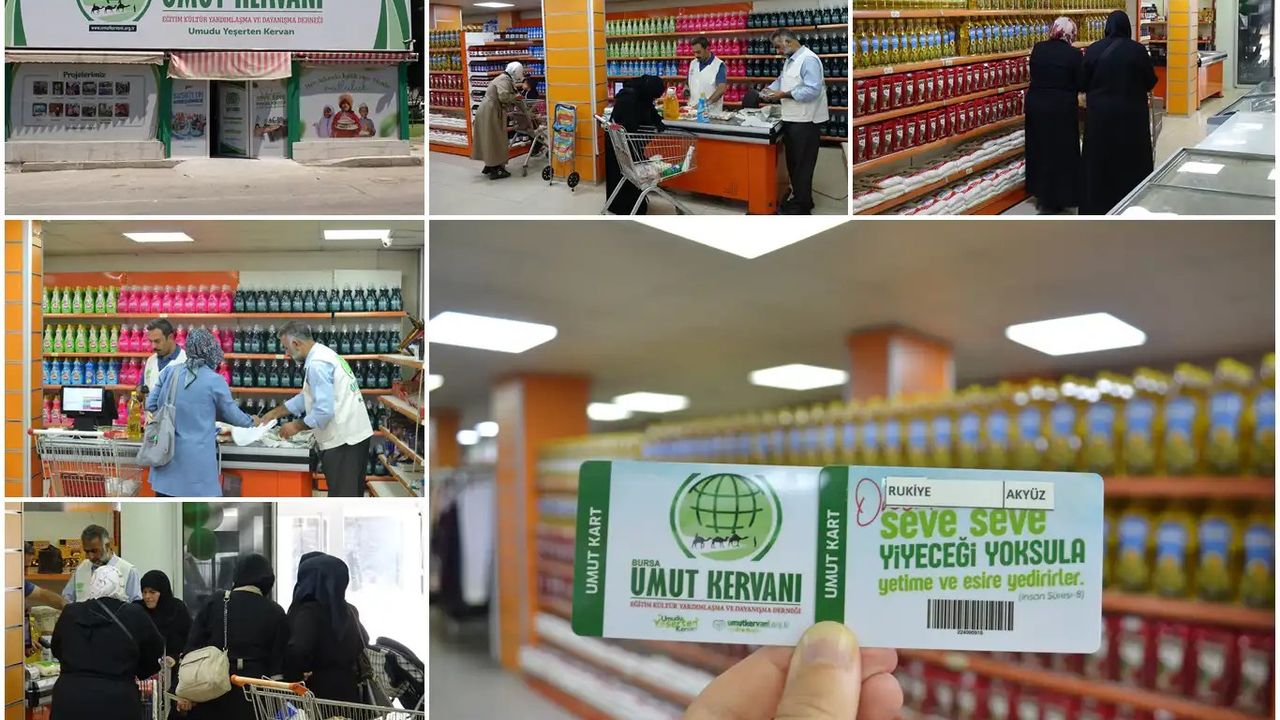 UMUT KERVANI
EĞİTİM KÜLTÜR YARDIMLAŞMA VE DAYANIŞMA DERNEĞİ
Umudu Yeşerten Kervan
www.umutkervani.org.tr
Projelerimiz
UMUT KART
BURSA
UMUT KERVANI
EĞİTİM KÜLTÜR YARDIMLAŞMA VE DAYANIŞMA DERNEĞİ
Umudu
Yeşerten
Kervan
UMUT KART
RUKİYE AKYÜZ
seve seve
YİYECEĞİ YOKSULA
yetime ve esire yedirirler.
(İnsan Süresi-8)